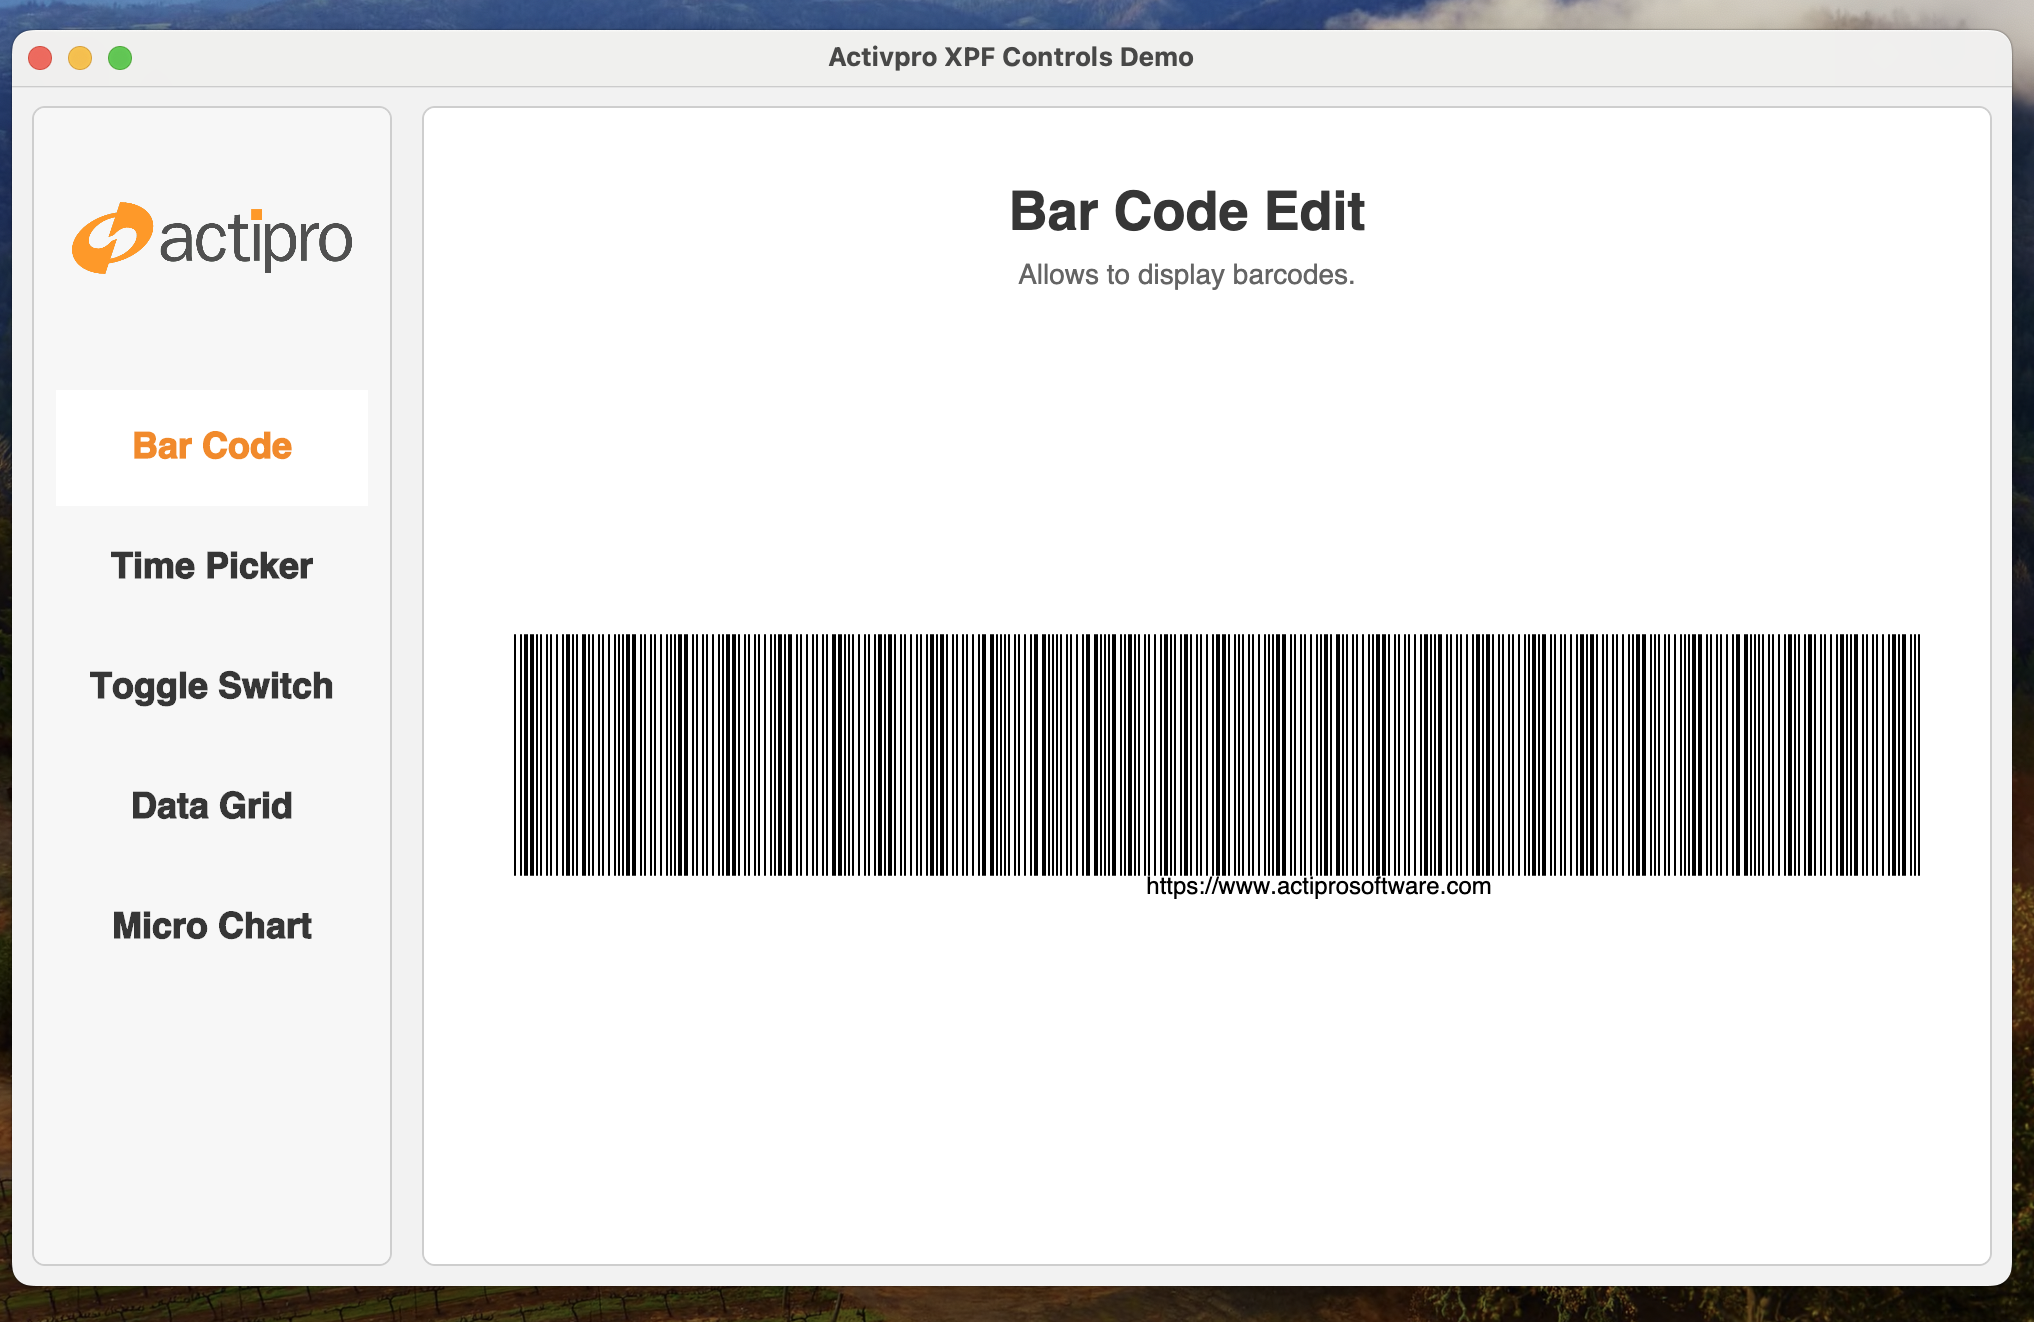 Activpro XPF Controls Demo
actipro
Bar Code
Time Picker
Toggle Switch
Data Grid
Micro Chart
Bar Code Edit
Allows to display barcodes.
https://www.actiprosoftware.com